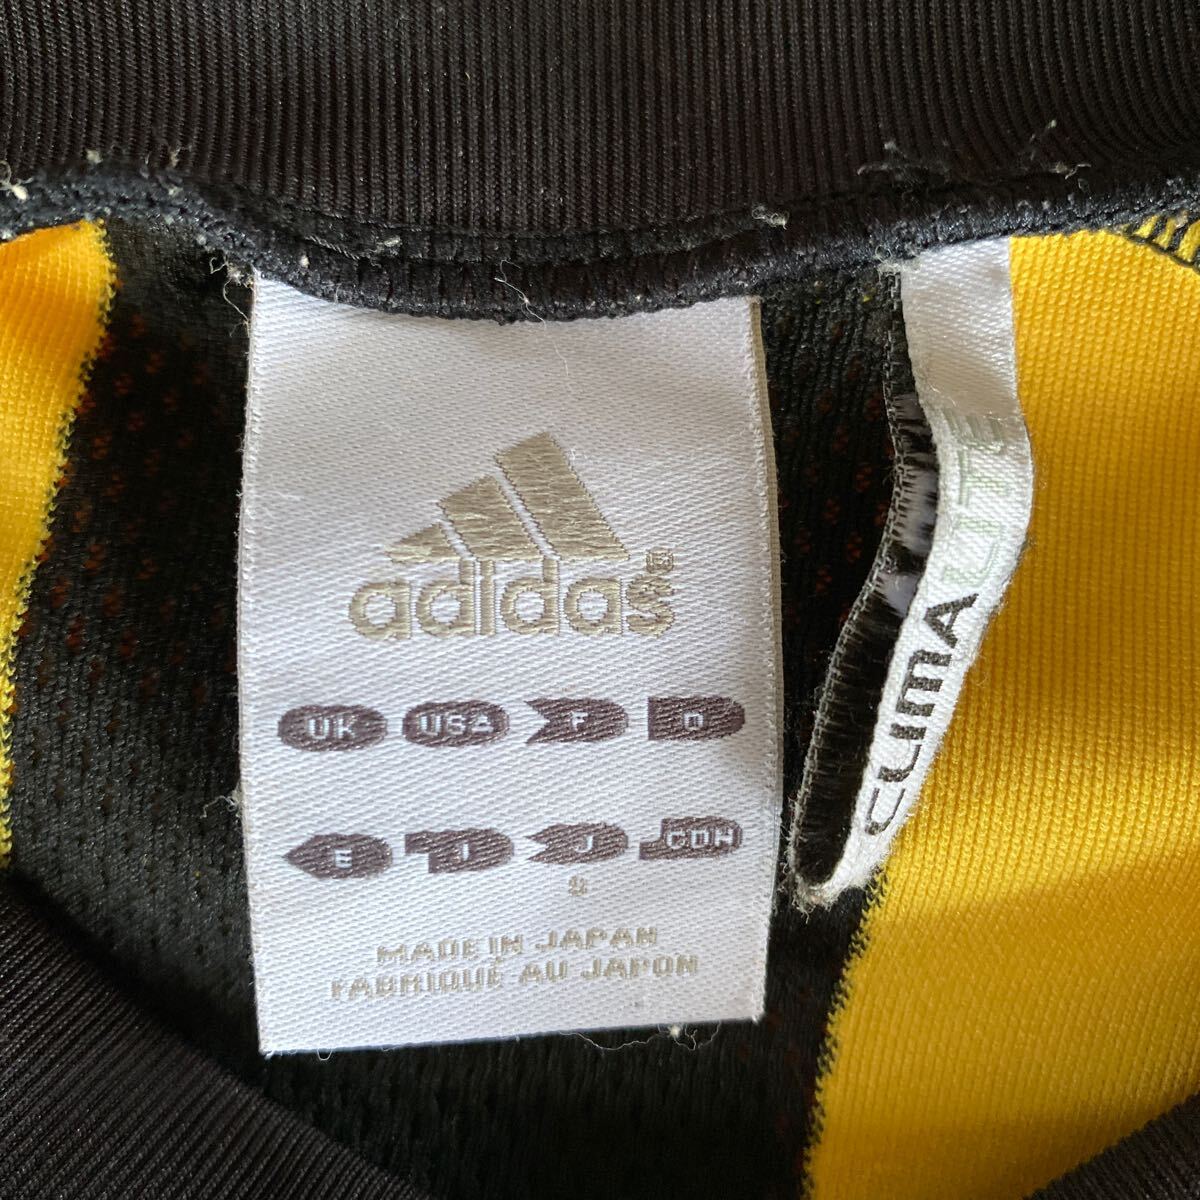 adidas®
UK USA F D
E I J CDN
S
MADE IN JAPAN
FABRIQUÉ AU JAPON
CLIMALITE